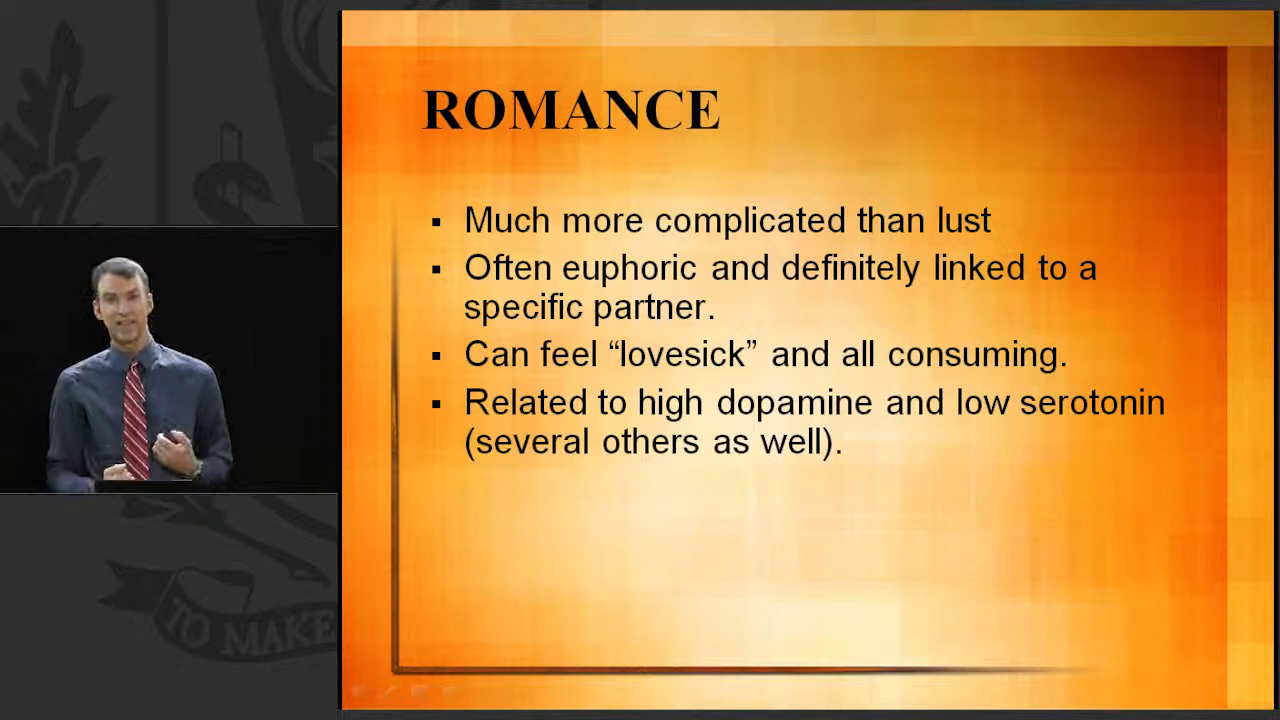 ROMANCE
▪ Much more complicated than lust
▪ Often euphoric and definitely linked to a
specific partner.
▪ Can feel “lovesick” and all consuming.
▪ Related to high dopamine and low serotonin
(several others as well).
TO MAKE